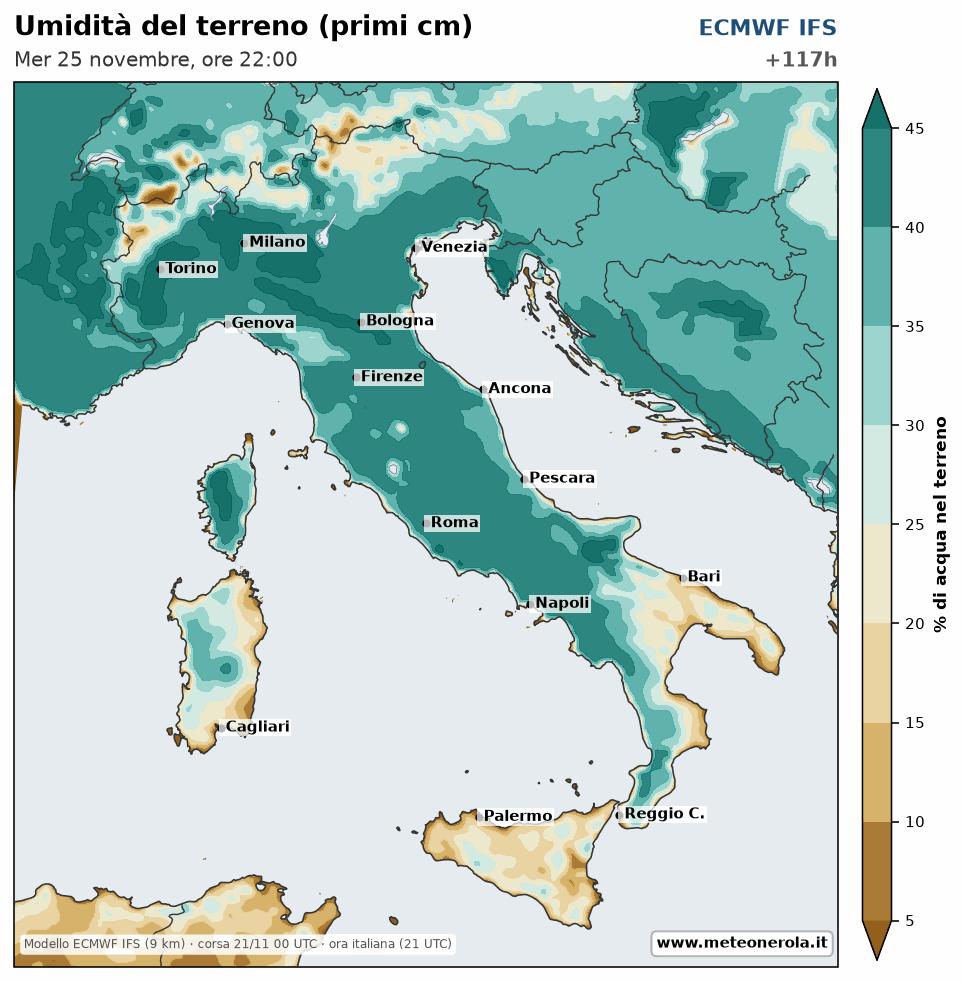 Umidità del terreno (primi cm)
ECMWF IFS
Mer 25 novembre, ore 22:00
+117h
Milano
Venezia
Torino
Genova
Bologna
Firenze
Ancona
Pescara
Roma
Bari
Napoli
Cagliari
Palermo
Reggio C.
45
40
35
30
25
20
15
10
5
% di acqua nel terreno
Modello ECMWF IFS (9 km) · corsa 21/11 00 UTC · ora italiana (21 UTC)
www.meteonerola.it